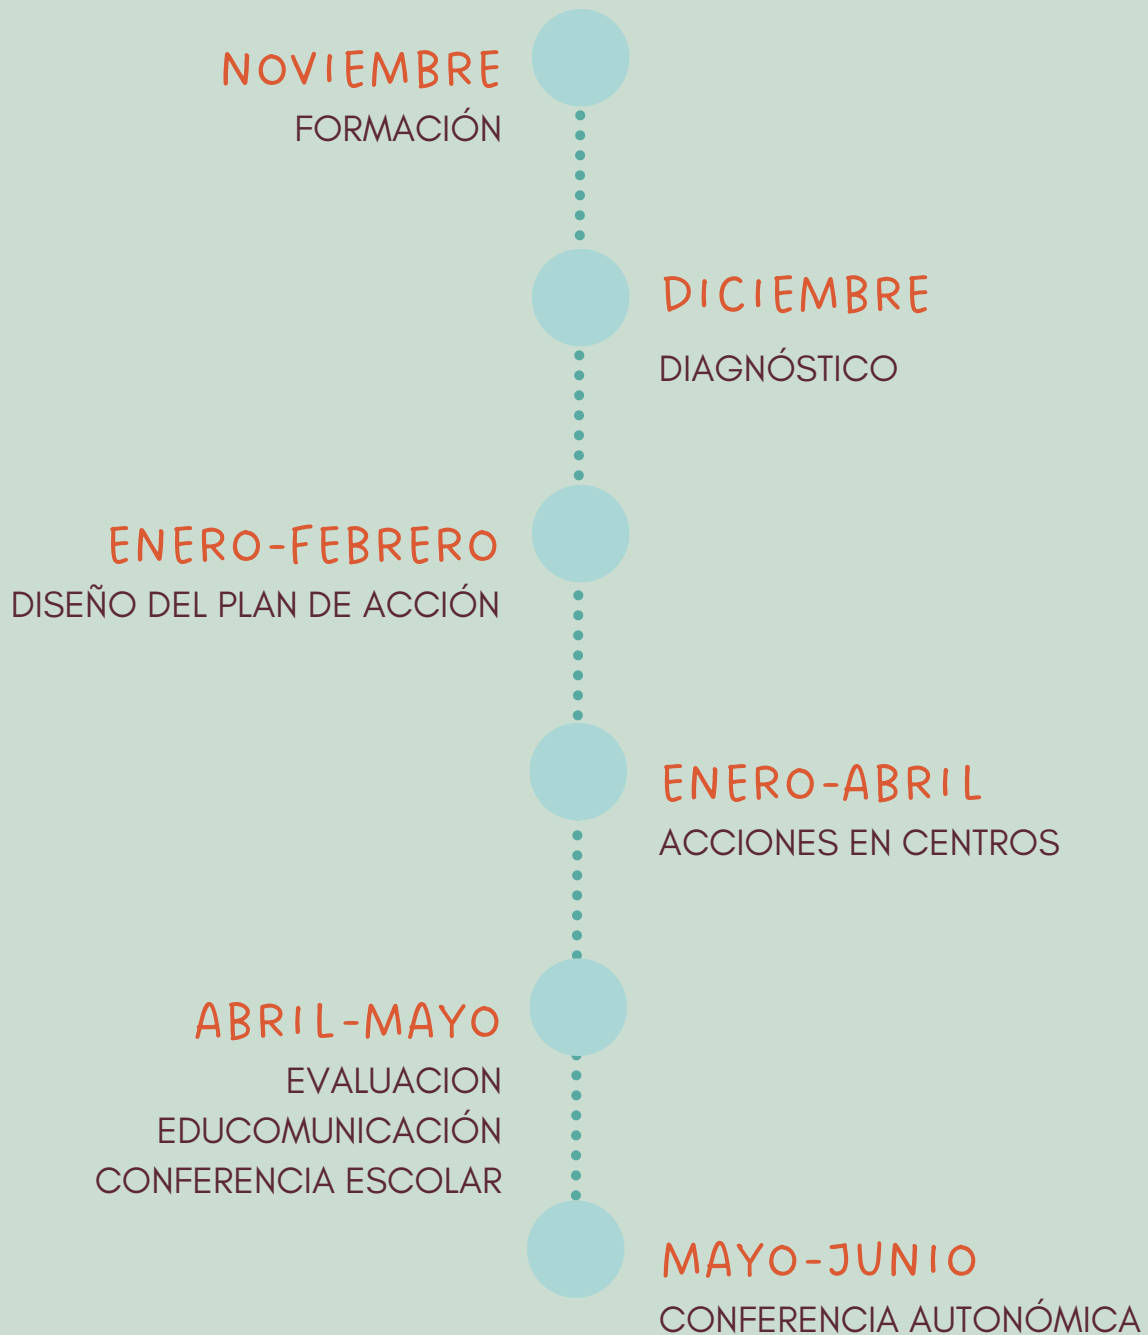 NOVIEMBRE
FORMACIÓN
DICIEMBRE
DIAGNÓSTICO
ENERO-FEBRERO
DISEÑO DEL PLAN DE ACCIÓN
ENERO-ABRIL
ACCIONES EN CENTROS
ABRIL-MAYO
EVALUACION
EDUCOMUNICACIÓN
CONFERENCIA ESCOLAR
MAYO-JUNIO
CONFERENCIA AUTONÓMICA